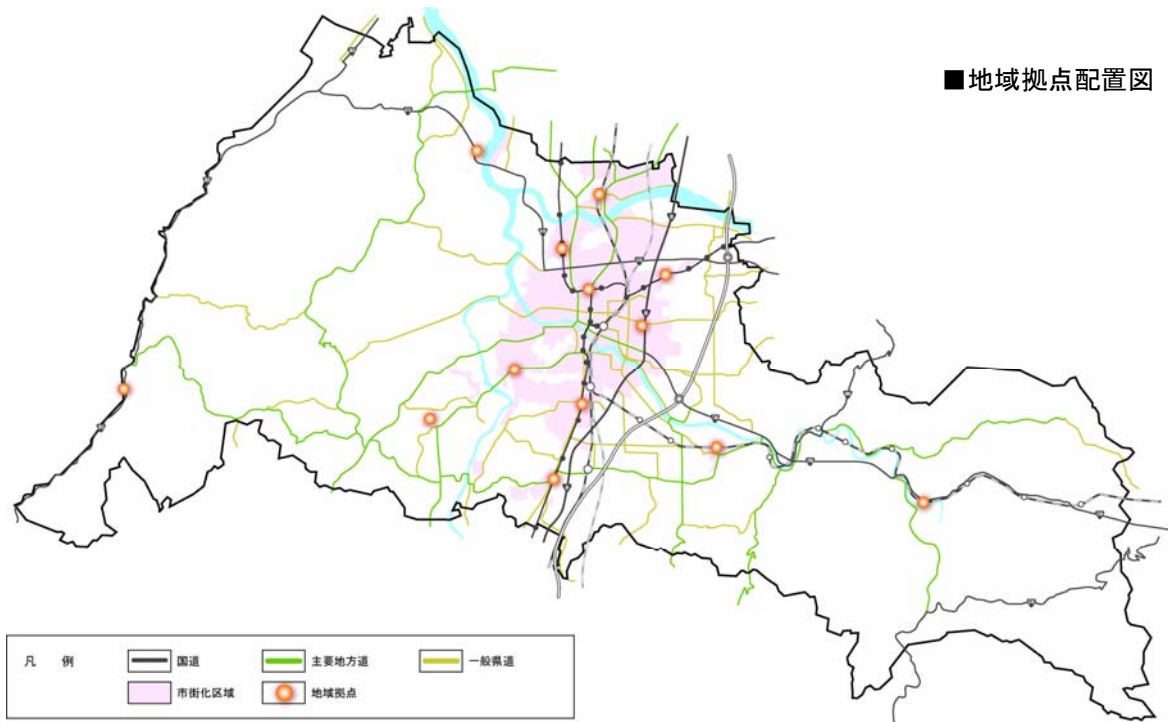 ■地域拠点配置図
凡 例
国道
主要地方道
一般県道
市街化区域
地域拠点